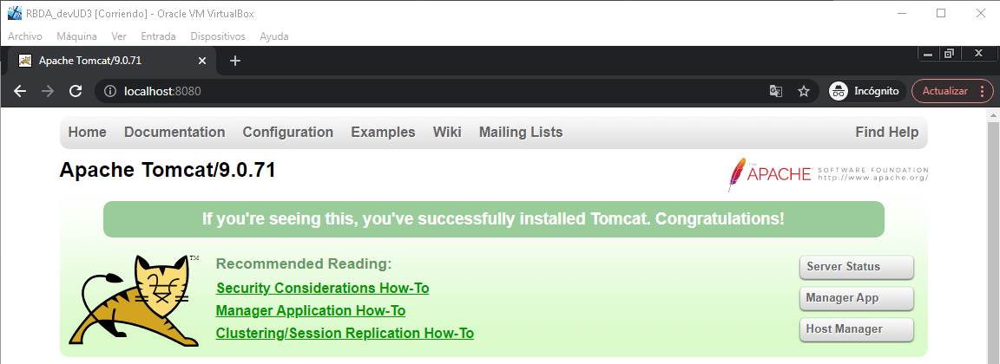 RBDA_devUD3 [Corriendo] - Oracle VM VirtualBox
Archivo Máquina Ver Entrada Dispositivos Ayuda
Apache Tomcat/9.0.71
localhost:8080
Incógnito
Actualizar
Home Documentation Configuration Examples Wiki Mailing Lists Find Help
Apache Tomcat/9.0.71
THE APACHE SOFTWARE FOUNDATION
http://www.apache.org/
If you're seeing this, you've successfully installed Tomcat. Congratulations!
TM
Recommended Reading:
Security Considerations How-To
Manager Application How-To
Clustering/Session Replication How-To
Server Status
Manager App
Host Manager